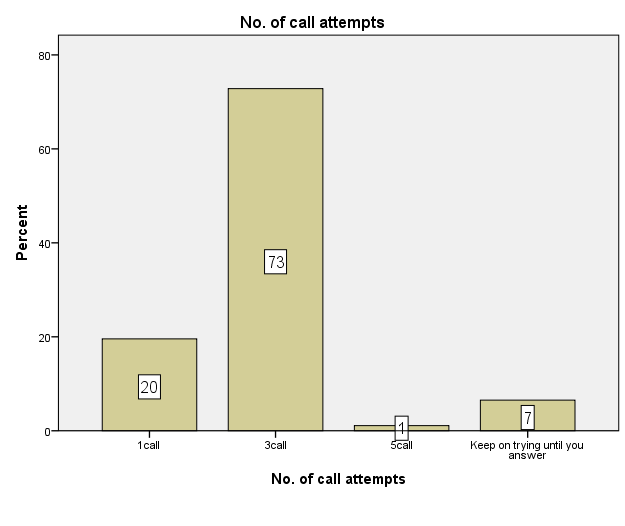 No. of call attempts
80
60
40
20
0
Percent
20
73
1
7
1call
3call
5call
Keep on trying until you
answer
No. of call attempts